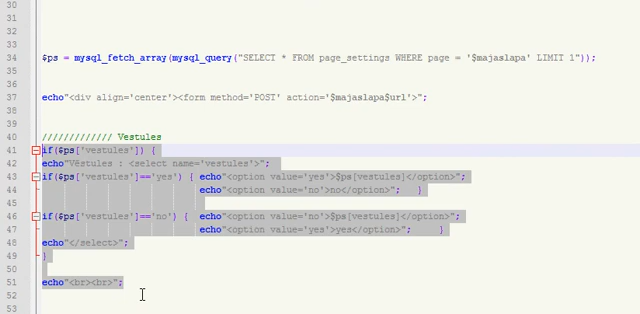 30
31
32
33
34 $ps = mysql_fetch_array(mysql_query("SELECT * FROM page_settings WHERE page = '$majaslapa' LIMIT 1"));
35
36
37 echo"<div align='center'><form method='POST' action='$majaslapa$url'>";
38
39
40 ///////////// Vestules
41 if($ps['vestules']) {
42 echo"Vēstules : <select name='vestules'>";
43 if($ps['vestules']=='yes') { echo"<option value='yes'>$ps[vestules]</option>";
44 echo"<option value='no'>no</option>"; }
45
46 if($ps['vestules']=='no') { echo"<option value='no'>$ps[vestules]</option>";
47 echo"<option value='yes'>yes</option>"; }
48 echo"</select>";
49 }
50
51 echo"<br><br>";
52
53